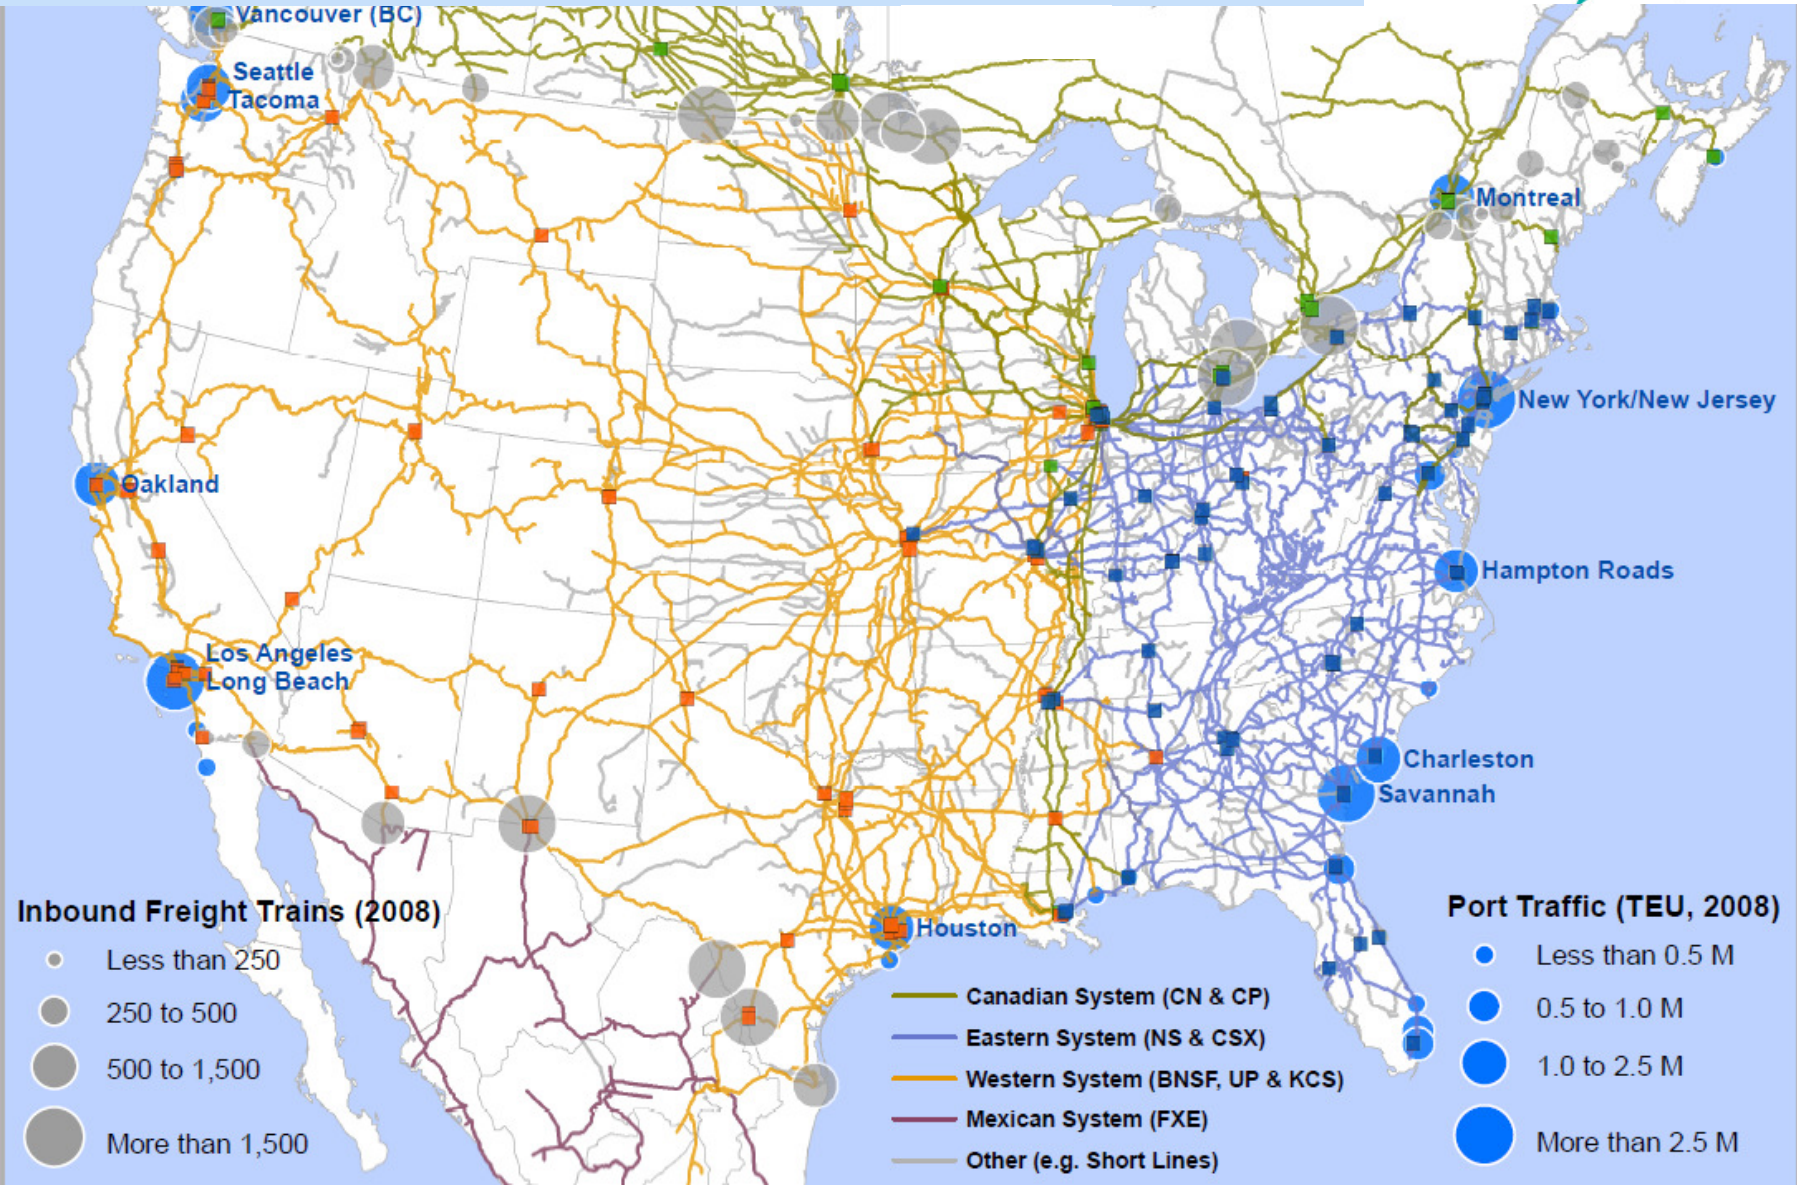 Vancouver (BC)
Seattle
Tacoma
Montreal
New York/New Jersey
Oakland
Hampton Roads
Los Angeles
Long Beach
Charleston
Savannah
Houston
Inbound Freight Trains (2008)
Less than 250
250 to 500
500 to 1,500
More than 1,500
Canadian System (CN & CP)
Eastern System (NS & CSX)
Western System (BNSF, UP & KCS)
Mexican System (FXE)
Other (e.g. Short Lines)
Port Traffic (TEU, 2008)
Less than 0.5 M
0.5 to 1.0 M
1.0 to 2.5 M
More than 2.5 M